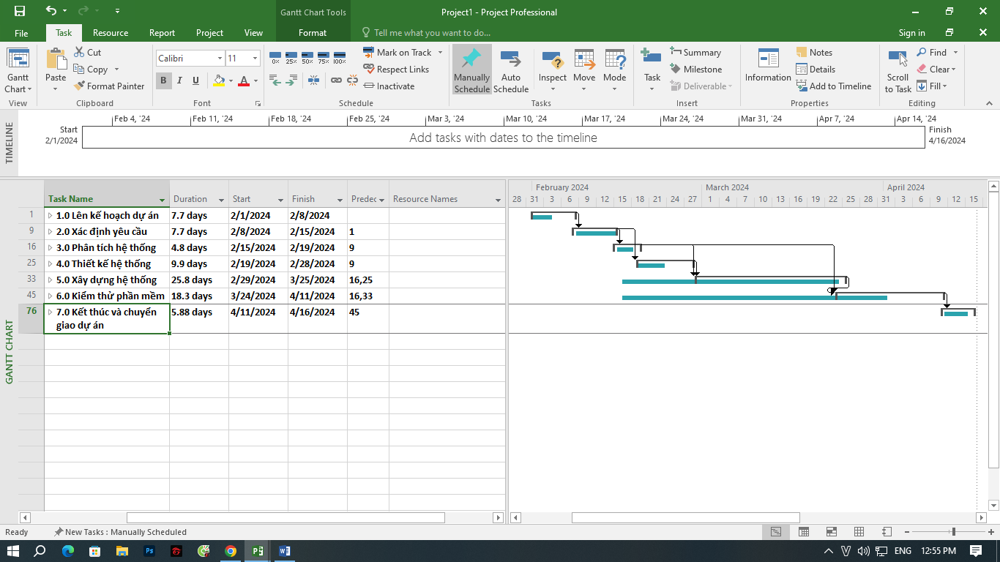 Gantt Chart Tools
Project1 - Project Professional
File Task Resource Report Project View Format Tell me what you want to do... Sign in
Gantt Chart
View
Paste
Cut
Copy
Format Painter
Clipboard
Calibri 11
B I U A
Font
0% 25% 50% 75% 100%
Mark on Track
Respect Links
Inactivate
Schedule
Manually Schedule
Auto Schedule
Inspect
Move
Mode
Tasks
Task
Summary
Milestone
Deliverable
Insert
Information
Notes
Details
Add to Timeline
Properties
Scroll to Task
Find
Clear
Fill
Editing
TIMELINE
Feb 4, '24 Feb 11, '24 Feb 18, '24 Feb 25, '24 Mar 3, '24 Mar 10, '24 Mar 17, '24 Mar 24, '24 Mar 31, '24 Apr 7, '24 Apr 14, '24
Start
2/1/2024
Add tasks with dates to the timeline
Finish
4/16/2024
GANTT CHART
Task Name Duration Start Finish Predec Resource Names
1 1.0 Lên kế hoạch dự án 7.7 days 2/1/2024 2/8/2024
9 2.0 Xác định yêu cầu 7.7 days 2/8/2024 2/15/2024 1
16 3.0 Phân tích hệ thống 4.8 days 2/15/2024 2/19/2024 9
25 4.0 Thiết kế hệ thống 9.9 days 2/19/2024 2/28/2024 9
33 5.0 Xây dựng hệ thống 25.8 days 2/29/2024 3/25/2024 16,25
45 6.0 Kiểm thử phần mềm 18.3 days 3/24/2024 4/11/2024 16,33
76 7.0 Kết thúc và chuyển 5.88 days 4/11/2024 4/16/2024 45
giao dự án
February 2024 March 2024 April 2024
28 31 3 6 9 12 15 18 21 24 27 1 4 7 10 13 16 19 22 25 28 31 3 6 9 12 15
Ready New Tasks : Manually Scheduled
ENG 12:55 PM